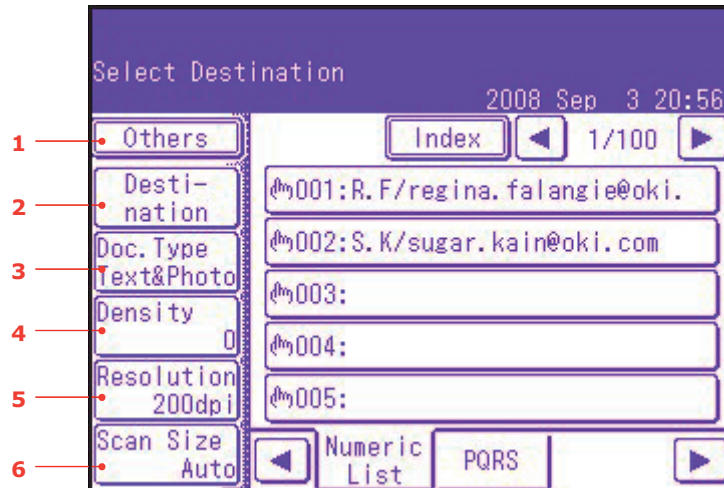 Select Destination
2008 Sep 3 20:56
1
Others
Index
1/100
2
Desti-
nation
001:R.F/regina.falangie@oki.
3
Doc.Type
Text&Photo
002:S.K/sugar.kain@oki.com
003:
4
Density
0
004:
5
Resolution
200dpi
005:
6
Scan Size
Auto
Numeric
List
PQRS